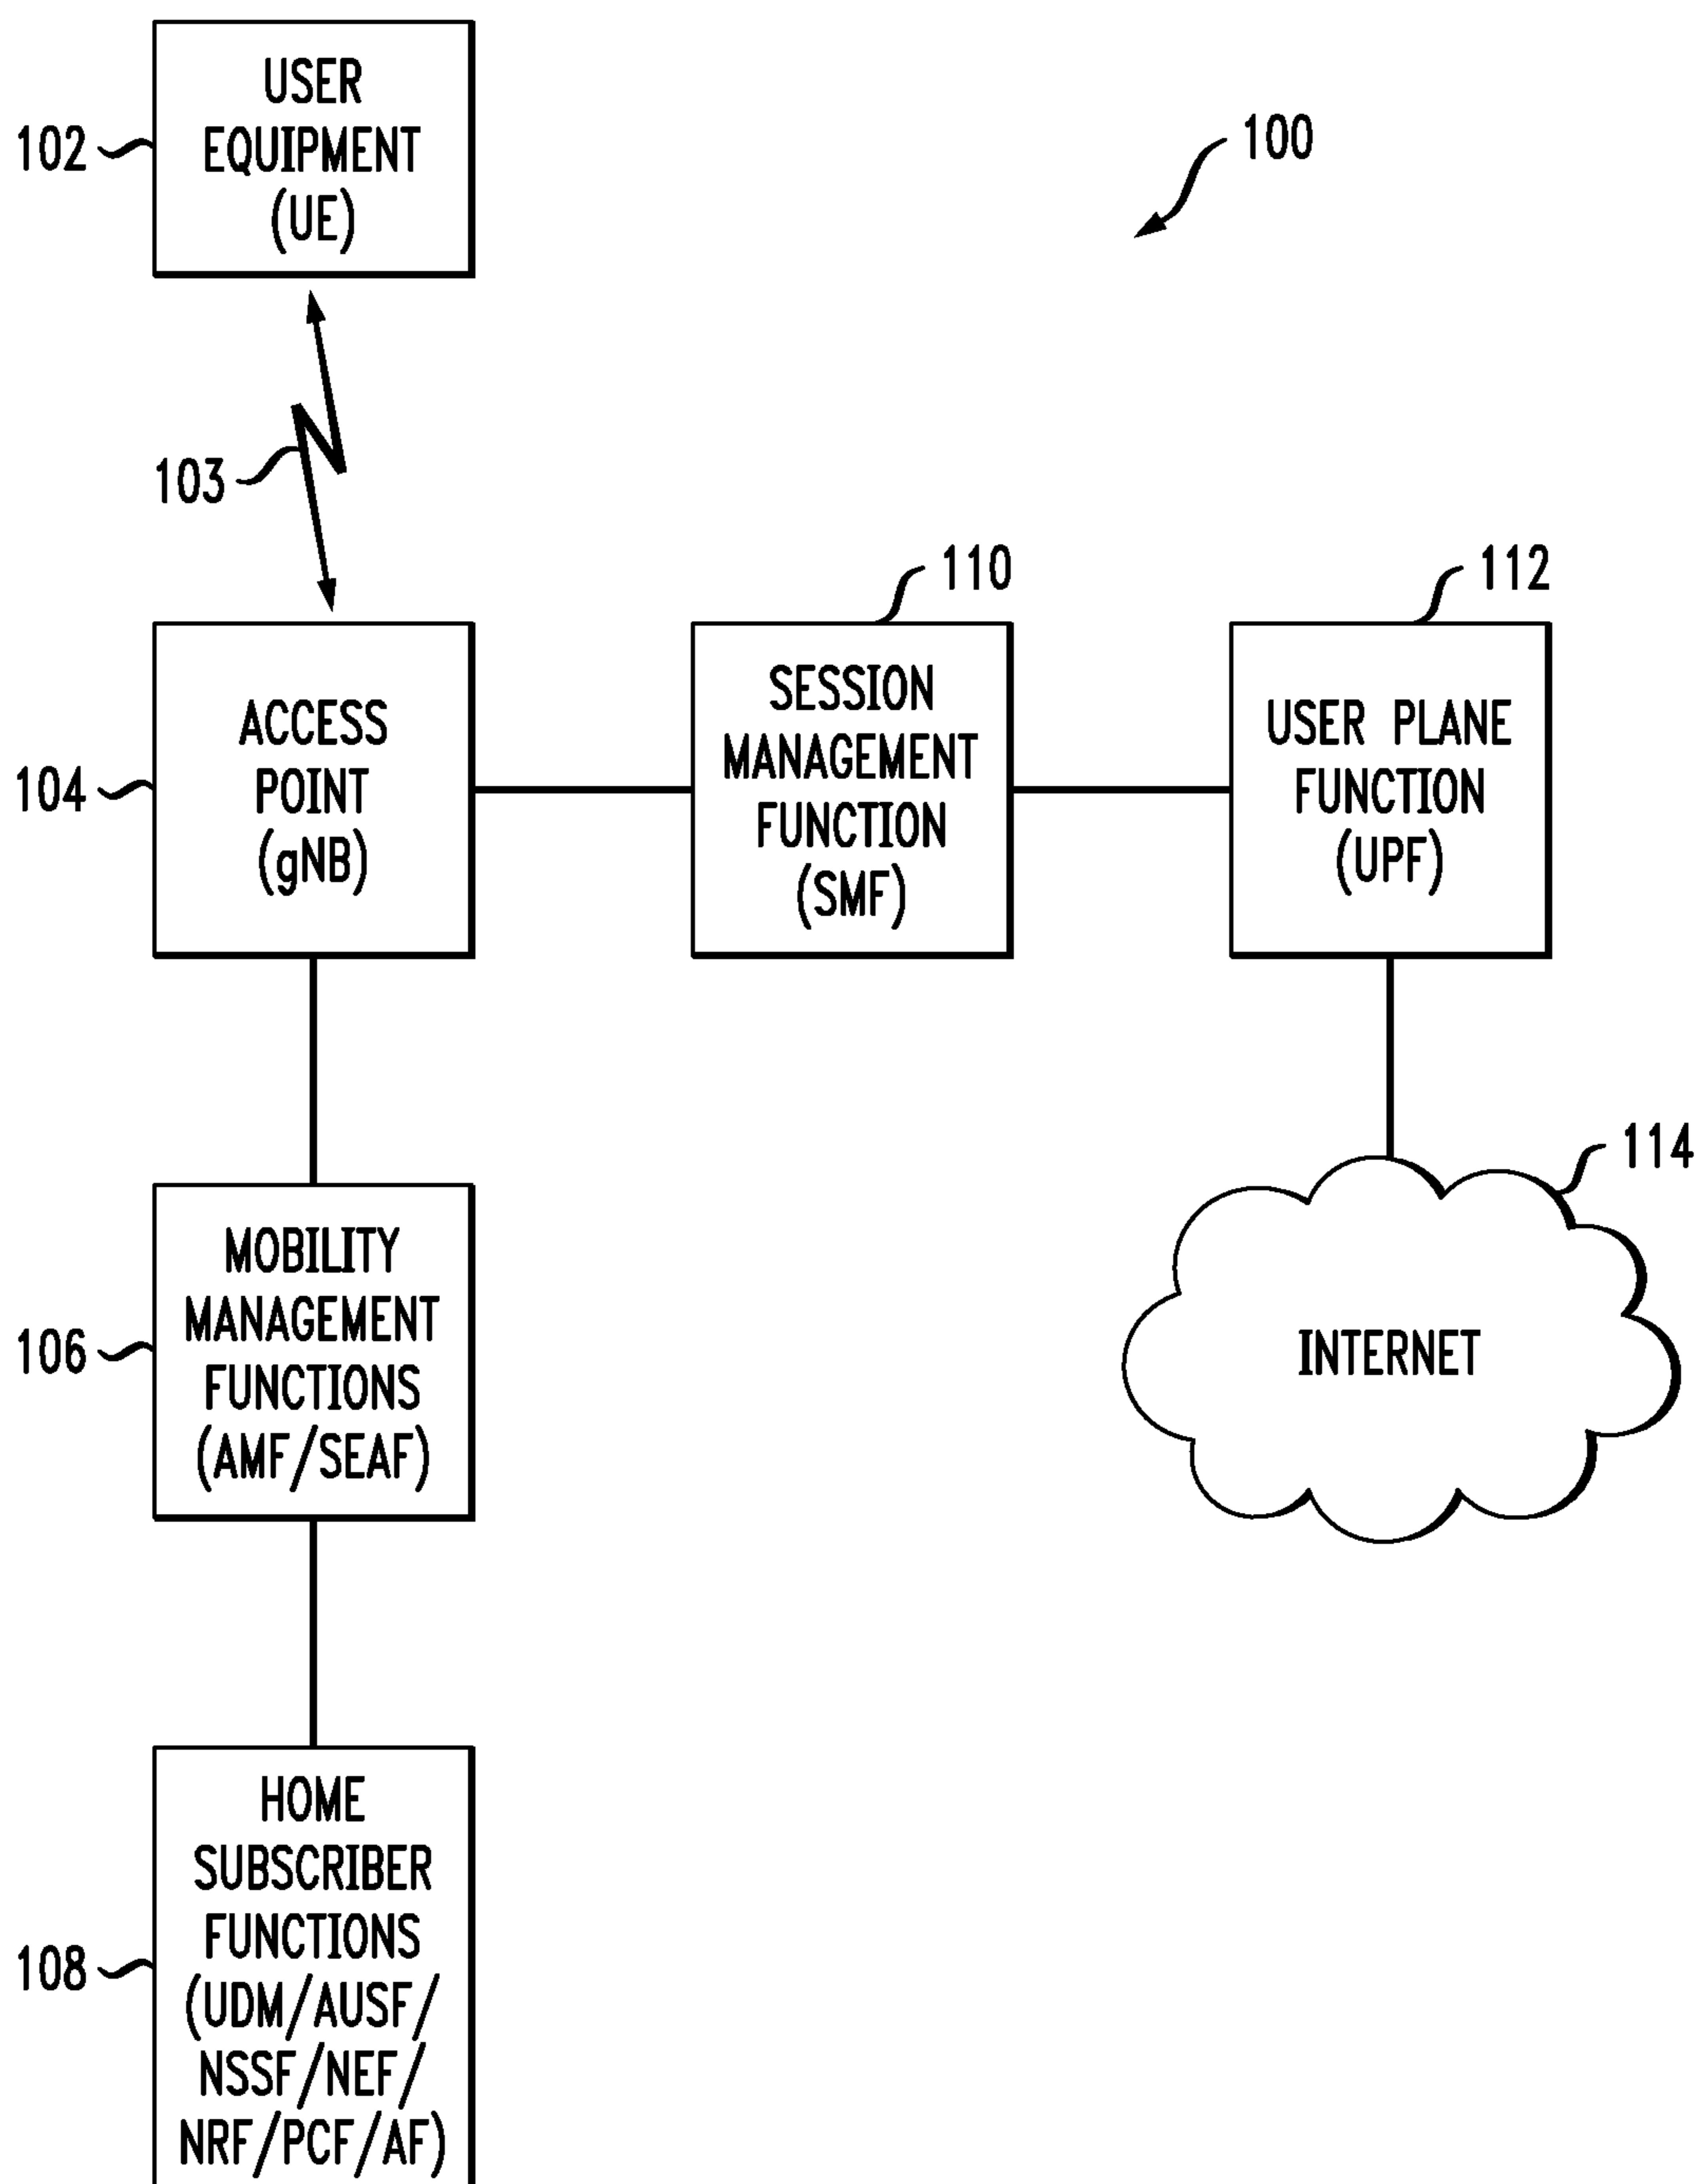 USER
EQUIPMENT
(UE)
102
100
103
110
112
ACCESS
POINT
(gNB)
104
SESSION
MANAGEMENT
FUNCTION
(SMF)
USER PLANE
FUNCTION
(UPF)
114
MOBILITY
MANAGEMENT
FUNCTIONS
(AMF/SEAF)
106
INTERNET
HOME
SUBSCRIBER
FUNCTIONS
(UDM/AUSF/
NSSF/NEF/
NRF/PCF/AF)
108